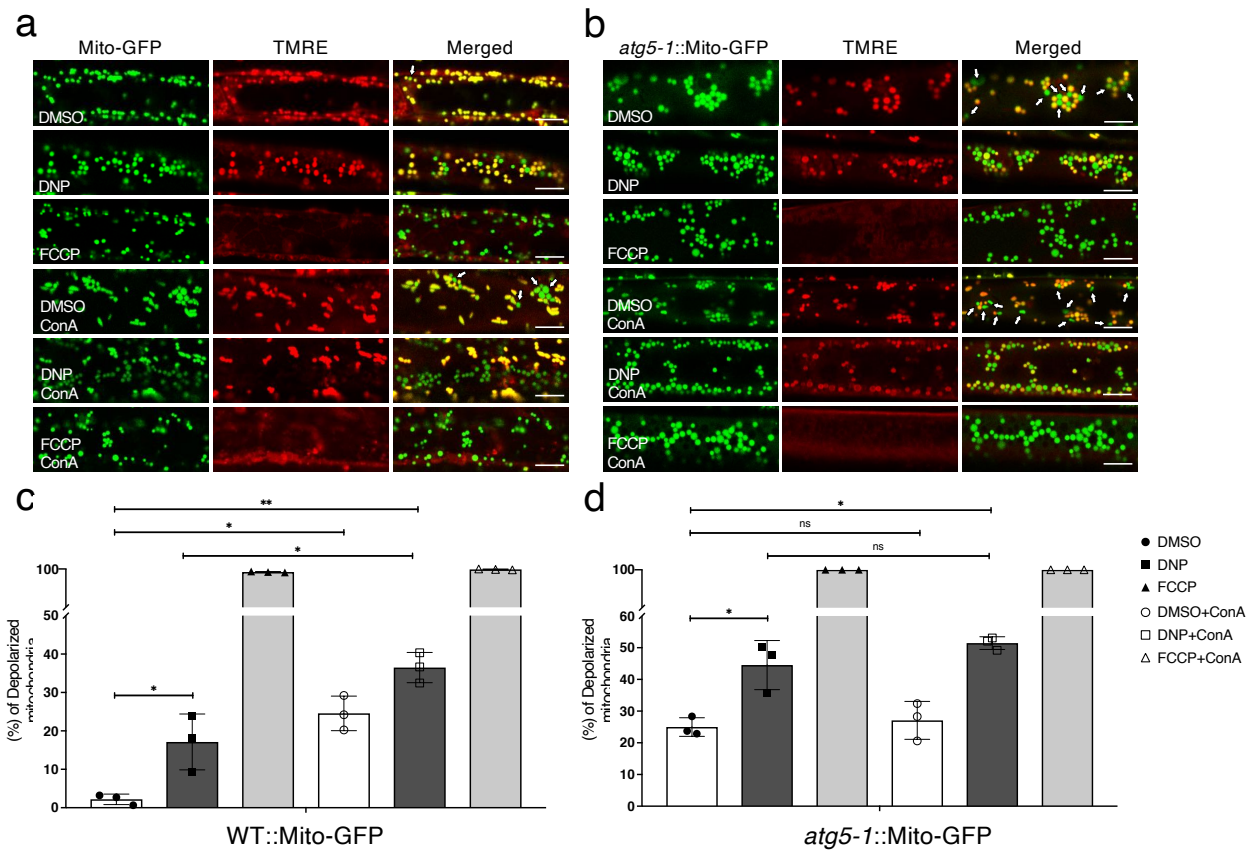 a
Mito-GFP TMRE Merged
DMSO
DNP
FCCP
DMSO
ConA
DNP
ConA
FCCP
ConA
b
atg5-1::Mito-GFP TMRE Merged
DMSO
DNP
FCCP
DMSO
ConA
DNP
ConA
FCCP
ConA
c
(%) of Depolarized
mitochondria
**
*
*
*
100
50
40
30
20
10
0
WT::Mito-GFP
d
(%) of Depolarized
mitochondria
*
ns
ns
*
100
60
50
40
30
20
10
0
atg5-1::Mito-GFP
DMSO
DNP
FCCP
DMSO+ConA
DNP+ConA
FCCP+ConA